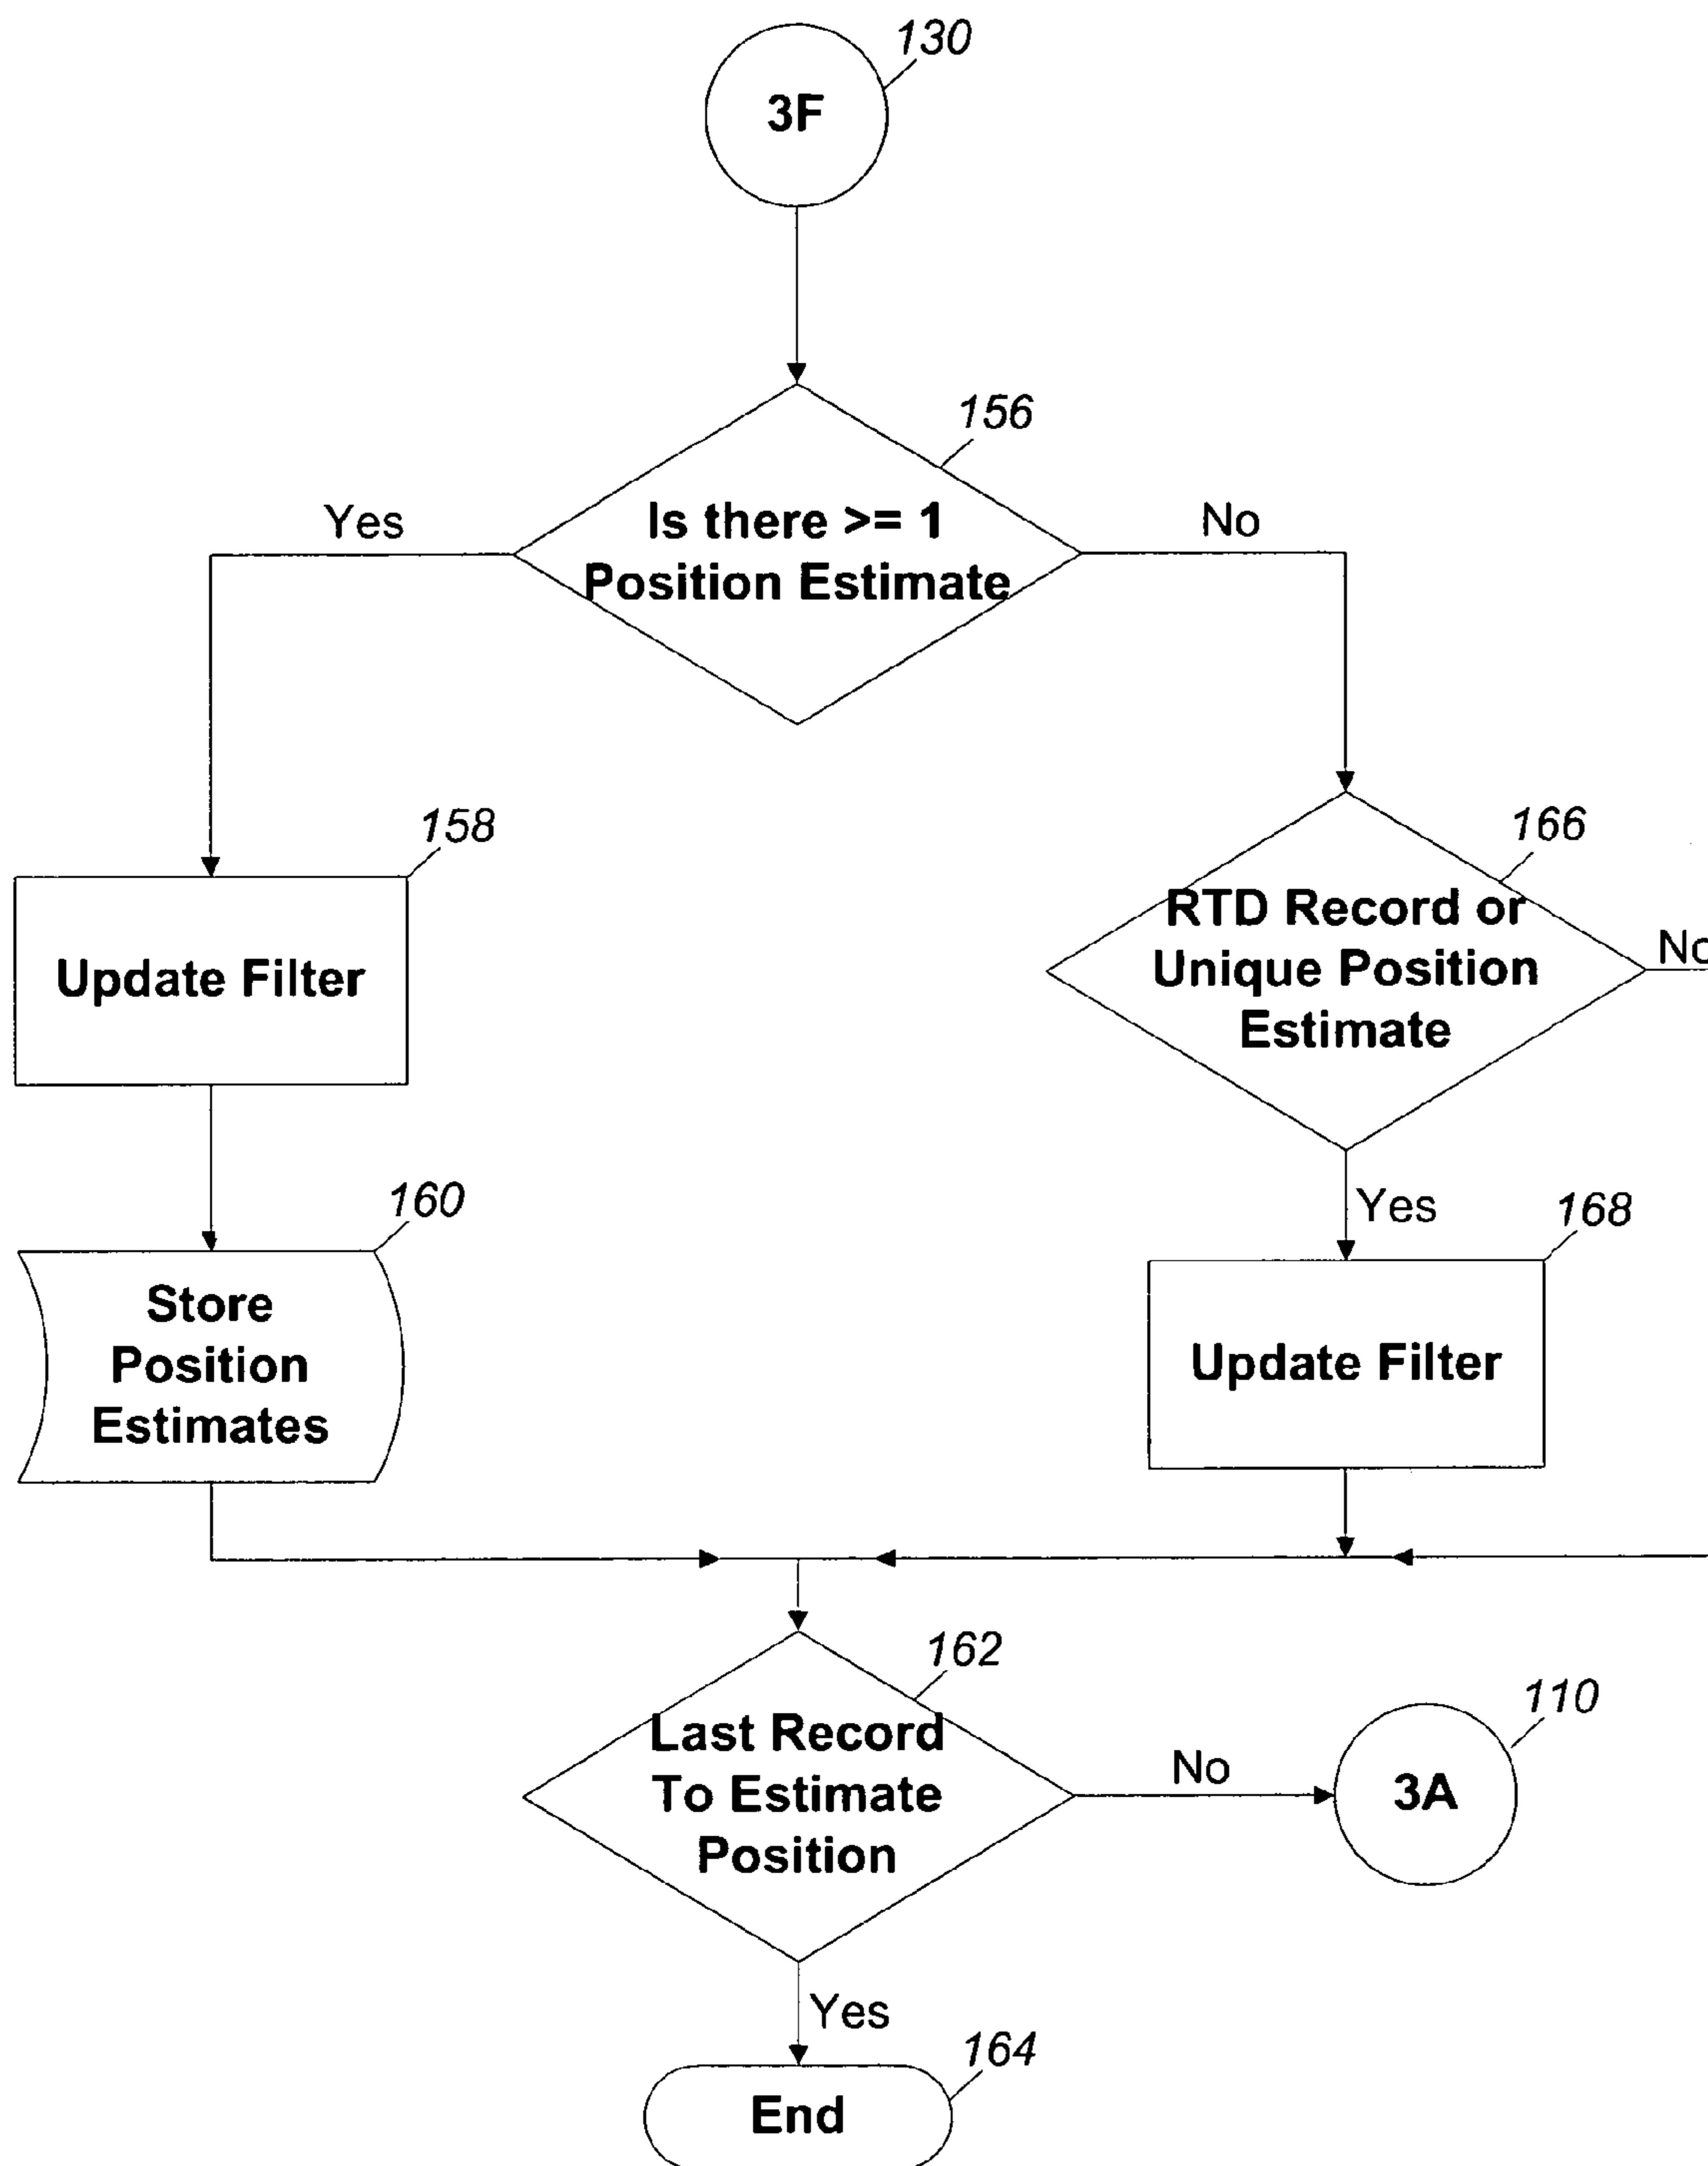 130
3F
156
Is there >= 1
Position Estimate
Yes
No
158
Update Filter
166
RTD Record or
Unique Position
Estimate
No
Yes
160
Store
Position
Estimates
168
Update Filter
162
Last Record
To Estimate
Position
No
110
3A
Yes
164
End